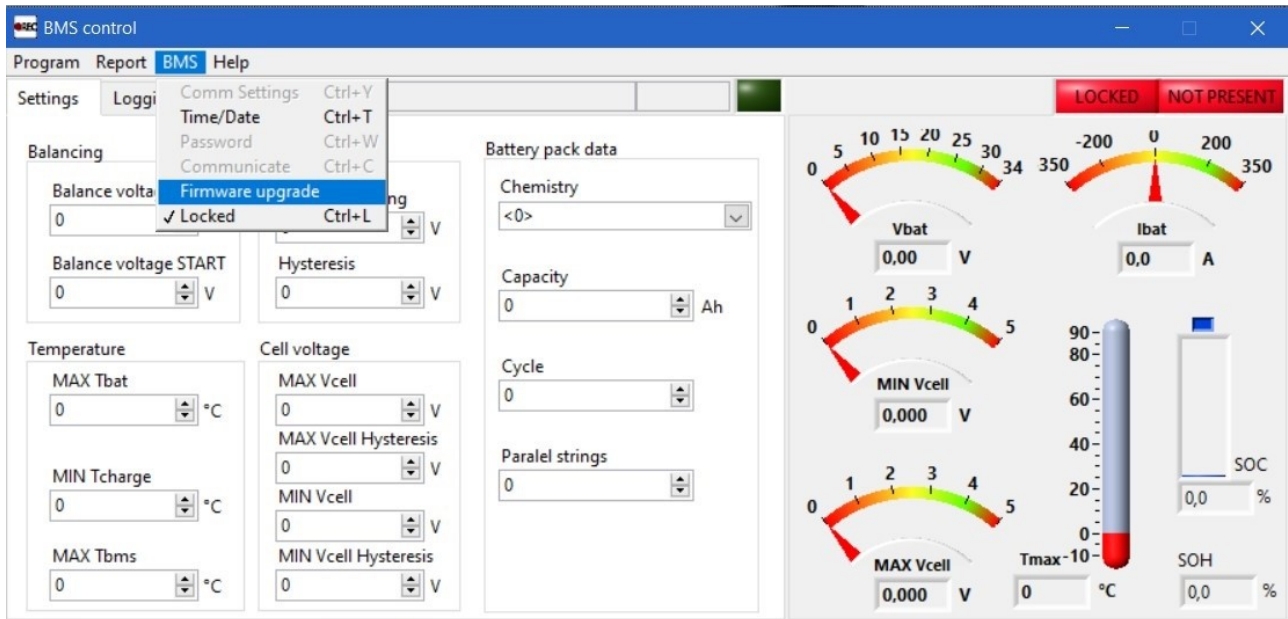 REC BMS control
Program Report BMS Help
Settings Loggi
Comm Settings Ctrl+Y
Time/Date Ctrl+T
Password Ctrl+W
Communicate Ctrl+C
Firmware upgrade
✓ Locked Ctrl+L
LOCKED NOT PRESENT
Balancing
Balance volta
0
Balance voltage START
0 V
ng
V
Hysteresis
0 V
Temperature
MAX Tbat
0 °C
MIN Tcharge
0 °C
MAX Tbms
0 °C
Cell voltage
MAX Vcell
0 V
MAX Vcell Hysteresis
0 V
MIN Vcell
0 V
MIN Vcell Hysteresis
0 V
Battery pack data
Chemistry
<0>
Capacity
0 Ah
Cycle
0
Paralel strings
0
0 5 10 15 20 25 30 34
Vbat
0,00 V
350 -200 0 200 350
Ibat
0,0 A
0 1 2 3 4 5
MIN Vcell
0,000 V
0 1 2 3 4 5
MAX Vcell
0,000 V
90
80
60
40
20
0
-10
Tmax
0 °C
SOC
0,0 %
SOH
0,0 %